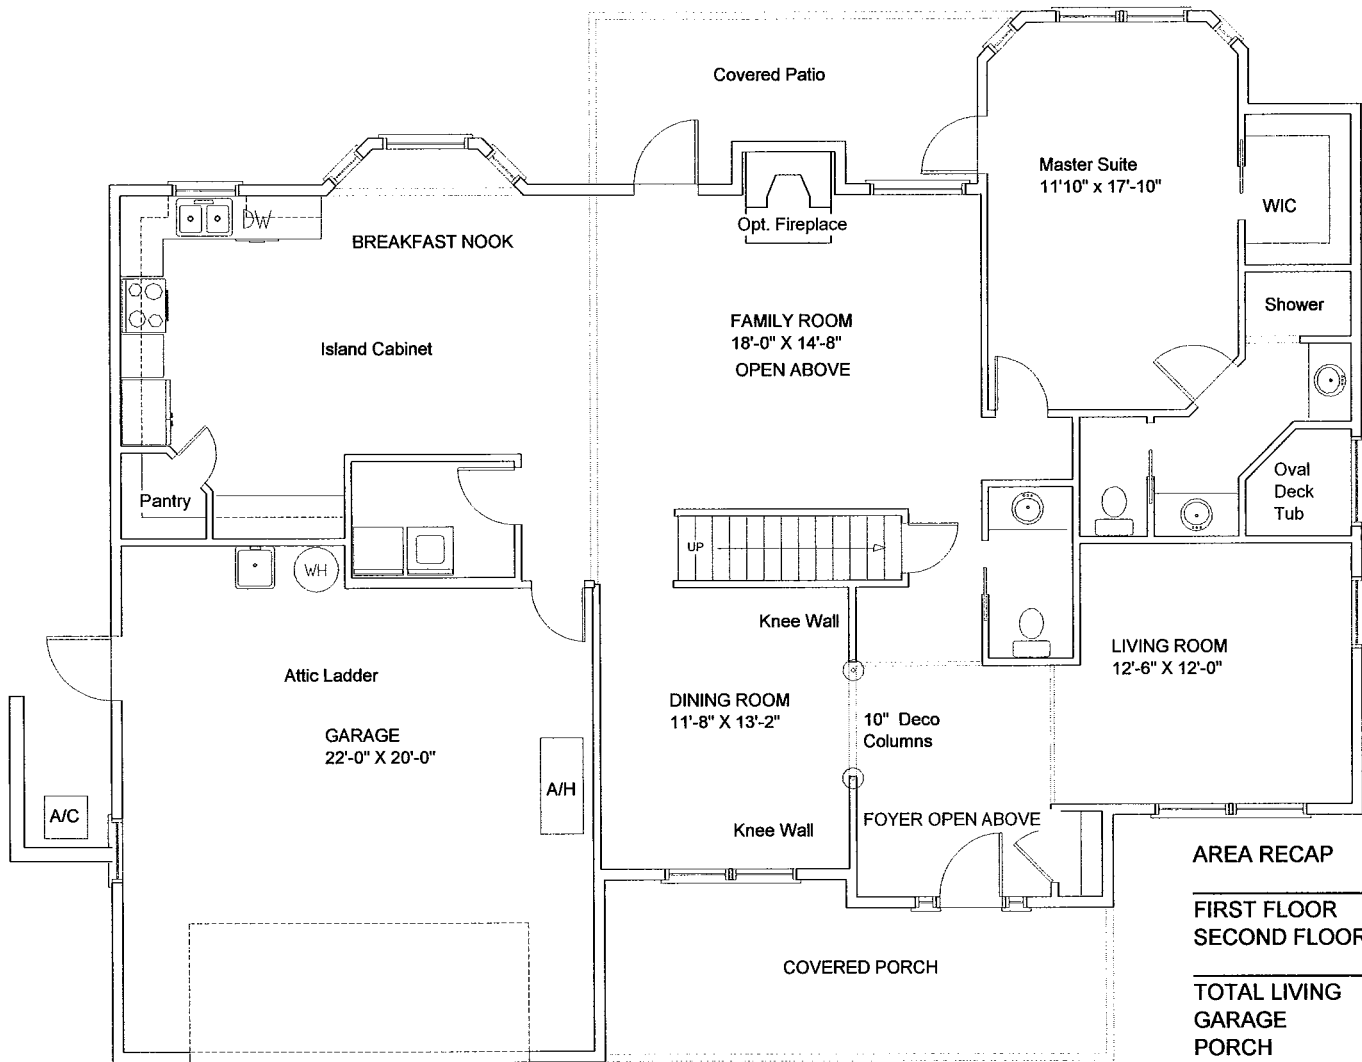 Covered Patio
Master Suite
11'10" x 17'-10"
WIC
DW
Opt. Fireplace
BREAKFAST NOOK
Shower
FAMILY ROOM
18'-0" X 14'-8"
OPEN ABOVE
Island Cabinet
Oval
Deck
Tub
Pantry
UP
WH
Knee Wall
LIVING ROOM
12'-6" X 12'-0"
Attic Ladder
DINING ROOM
11'-8" X 13'-2"
10" Deco
Columns
GARAGE
22'-0" X 20'-0"
A/H
A/C
Knee Wall
FOYER OPEN ABOVE
AREA RECAP
FIRST FLOOR
SECOND FLOOR
COVERED PORCH
TOTAL LIVING
GARAGE
PORCH